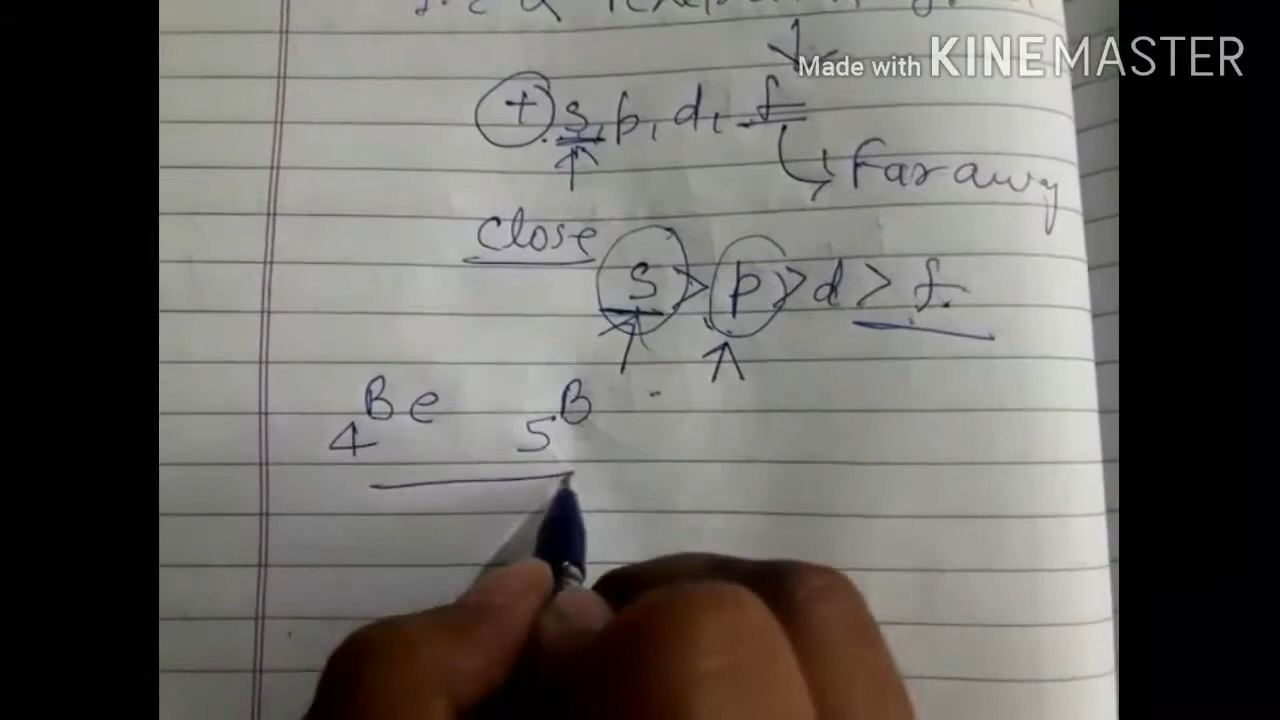 Made with KINEMASTER
+ s, p, d, f
Faraway
close
s > p > d > f
4Be 5B